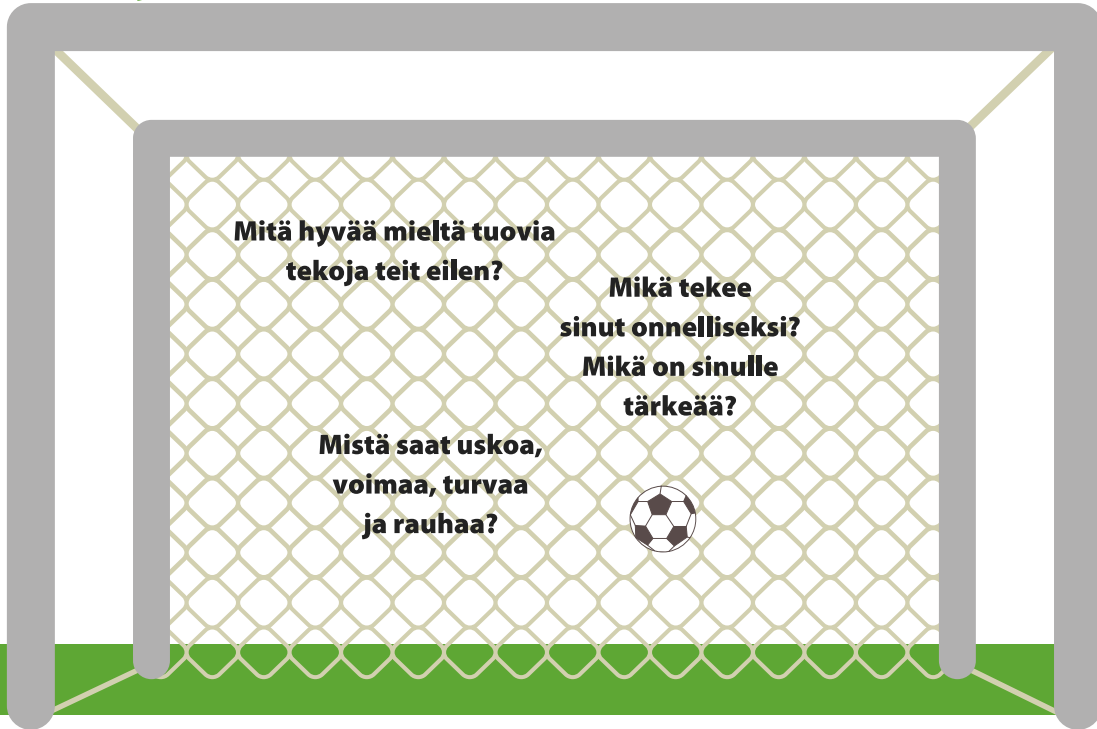 Mitä hyvää mieltä tuovia
tekoja teit eilen?
Mikä tekee
sinut onnelliseksi?
Mikä on sinulle
tärkeää?
Mistä saat uskoa,
voimaa, turvaa
ja rauhaa?